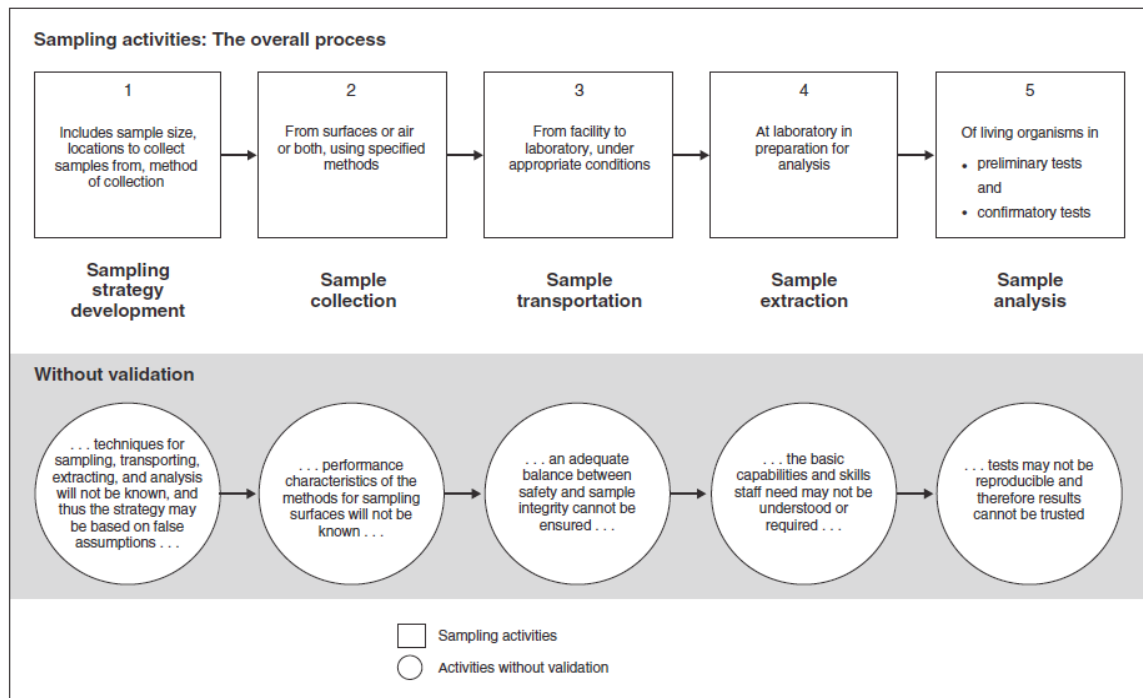 Sampling activities: The overall process
1
Includes sample size,
locations to collect
samples from, method
of collection
2
From surfaces or air
or both, using specified
methods
3
From facility to
laboratory, under
appropriate conditions
4
At laboratory in
preparation for
analysis
5
Of living organisms in
• preliminary tests
and
• confirmatory tests
Sampling
strategy
development
Sample
collection
Sample
transportation
Sample
extraction
Sample
analysis
Without validation
. . . techniques for
sampling, transporting,
extracting, and analysis
will not be known, and
thus the strategy may
be based on false
assumptions . . .
. . . performance
characteristics of the
methods for sampling
surfaces will not be
known . . .
. . . an adequate
balance between
safety and sample
integrity cannot be
ensured . . .
. . . the basic
capabilities and skills
staff need may not be
understood or
required . . .
. . . tests may not be
reproducible and
therefore results
cannot be trusted
Sampling activities
Activities without validation